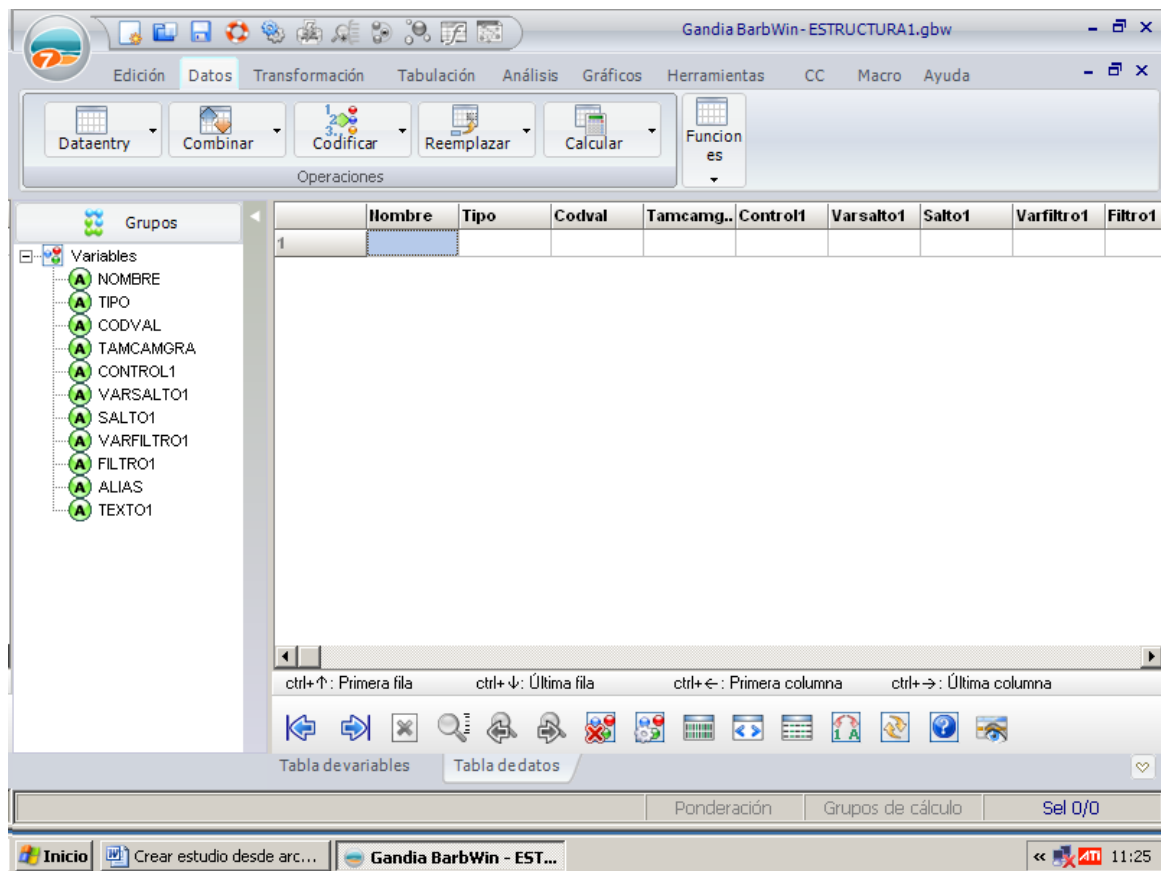 Gandia BarbWin - ESTRUCTURA1.gbw
7
Edición Datos Transformación Tabulación Análisis Gráficos Herramientas CC Macro Ayuda
Dataentry Combinar Codificar Reemplazar Calcular Funcion
es
Operaciones
Grupos
Variables
NOMBRE
TIPO
CODVAL
TAMCAMGRA
CONTROL1
VARSALTO1
SALTO1
VARFILTRO1
FILTRO1
ALIAS
TEXTO1
Nombre Tipo Codval Tamcamg.. Control1 Varsalto1 Salto1 Varfiltro1 Filtro1
1
ctrl+↑: Primera fila ctrl+↓: Última fila ctrl+←: Primera columna ctrl+→: Última columna
Tabla de variables Tabla de datos
Ponderación Grupos de cálculo Sel 0/0
Inicio Crear estudio desde arc... Gandia BarbWin - EST... « ATI 11:25